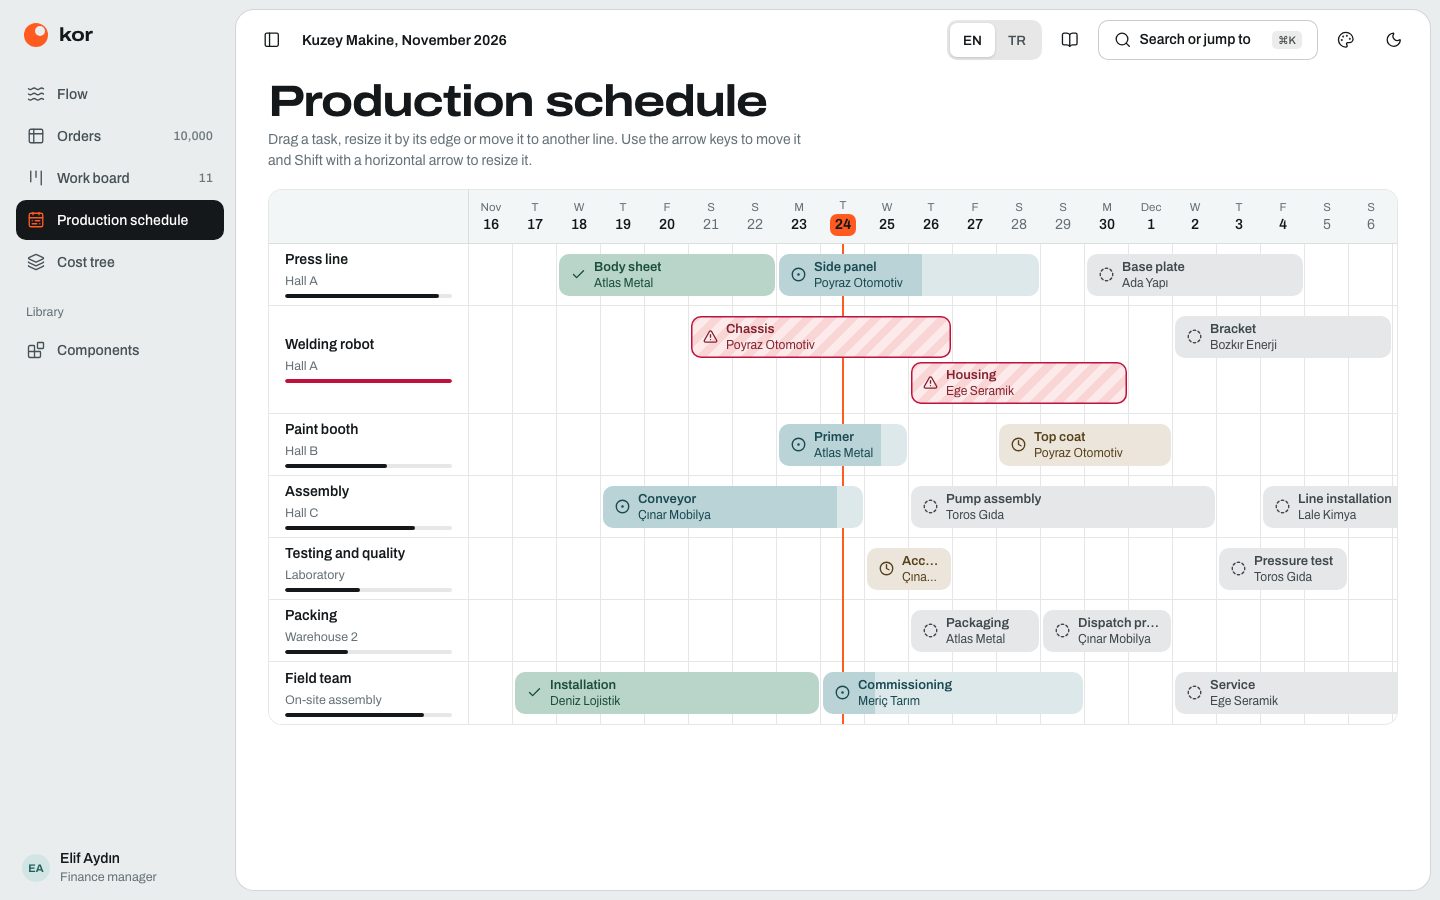 kor
Kuzey Makine, November 2026
EN TR
Search or jump to ⌘K
Flow
Orders 10,000
Work board 11
Production schedule
Cost tree
Library
Components
Elif Aydın
EA
Finance manager
Production schedule
Drag a task, resize it by its edge or move it to another line. Use the arrow keys to move it
and Shift with a horizontal arrow to resize it.
Nov T W T F S S M T W T F S S M Dec W T F S S
16 17 18 19 20 21 22 23 24 25 26 27 28 29 30 1 2 3 4 5 6
Press line
Hall A
Body sheet
Atlas Metal
Side panel
Poyraz Otomotiv
Base plate
Ada Yapı
Welding robot
Hall A
Chassis
Poyraz Otomotiv
Bracket
Bozkır Enerji
Housing
Ege Seramik
Paint booth
Hall B
Primer
Atlas Metal
Top coat
Poyraz Otomotiv
Assembly
Hall C
Conveyor
Çınar Mobilya
Pump assembly
Toros Gıda
Line installation
Lale Kimya
Testing and quality
Laboratory
Acc...
Çına...
Pressure test
Toros Gıda
Packing
Warehouse 2
Packaging
Atlas Metal
Dispatch pr...
Çınar Mobilya
Field team
On-site assembly
Installation
Deniz Lojistik
Commissioning
Meriç Tarım
Service
Ege Seramik